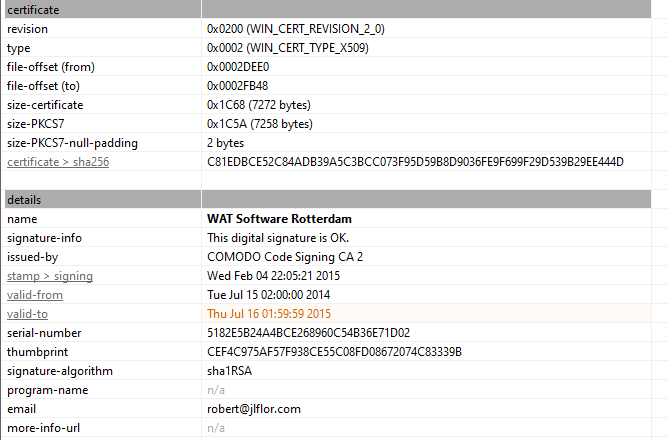 certificate
revision 0x0200 (WIN_CERT_REVISION_2_0)
type 0x0002 (WIN_CERT_TYPE_X509)
file-offset (from) 0x0002DEE0
file-offset (to) 0x0002FB48
size-certificate 0x1C68 (7272 bytes)
size-PKCS7 0x1C5A (7258 bytes)
size-PKCS7-null-padding 2 bytes
certificate > sha256 C81EDBCE52C84ADB39A5C3BCC073F95D59B8D9036FE9F699F29D539B29EE444D
details
name WAT Software Rotterdam
signature-info This digital signature is OK.
issued-by COMODO Code Signing CA 2
stamp > signing Wed Feb 04 22:05:21 2015
valid-from Tue Jul 15 02:00:00 2014
valid-to Thu Jul 16 01:59:59 2015
serial-number 5182E5B24A4BCE268960C54B36E71D02
thumbprint CEF4C975AF57F938CE55C08FD08672074C83339B
signature-algorithm sha1RSA
program-name n/a
email robert@jlflor.com
more-info-url n/a